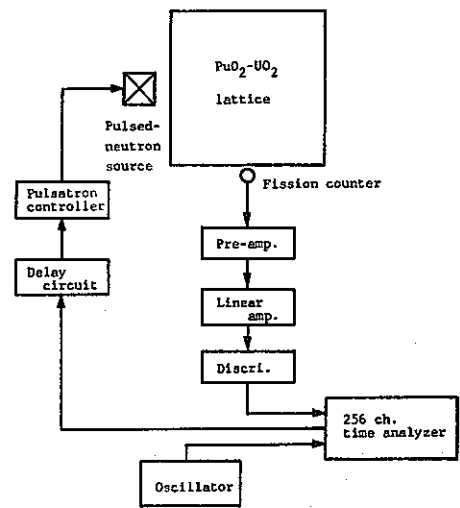 PuO2-UO2
lattice
Pulsed-
neutron
source
Fission counter
Pulsatron
controller
Pre-amp.
Delay
circuit
Linear
amp.
Discri.
256 ch.
time analyzer
Oscillator